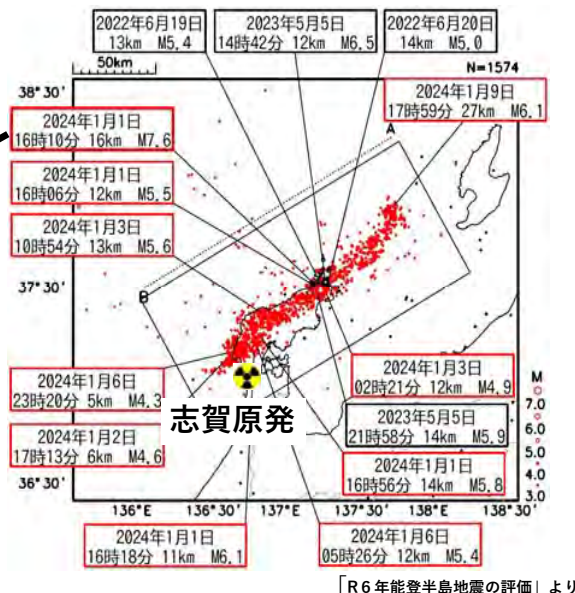 2022年6月19日
13km M5.4
2023年5月5日
14時42分 12km M6.5
2022年6月20日
14km M5.0
50km
N=1574
38°30'
2024年1月9日
17時59分 27km M6.1
2024年1月1日
16時10分 16km M7.6
A
2024年1月1日
16時06分 12km M5.5
2024年1月3日
10時54分 13km M5.6
37°30'
B
2024年1月6日
23時20分 5km M4.3
2024年1月3日
02時21分 12km M4.9
志賀原発
2023年5月5日
21時58分 14km M5.9
2024年1月2日
17時13分 6km M4.6
2024年1月1日
16時56分 14km M5.8
M
7.0
6.0
5.0
4.0
3.0
36°30'
136°E
136°30'
137°E
137°30'
138°E
138°30'
2024年1月1日
16時18分 11km M6.1
2024年1月6日
05時26分 12km M5.4
「R6年能登半島地震の評価」より